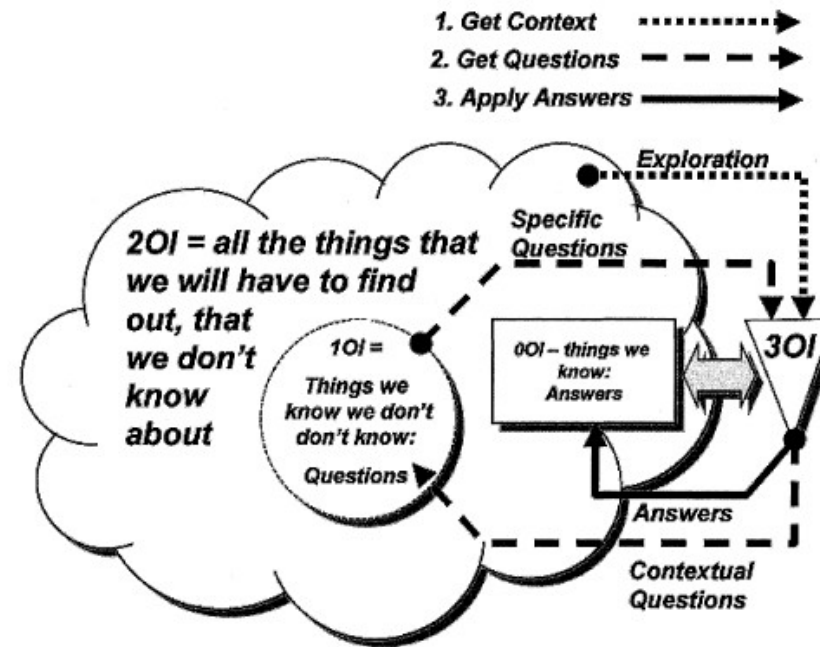 1. Get Context
2. Get Questions
3. Apply Answers
Exploration
Specific
Questions
2OI = all the things that
we will have to find
out, that
we don't
know
about
1OI =
Things we
know we don't
don't know:
Questions
0OI – things we
know:
Answers
3OI
Answers
Contextual
Questions